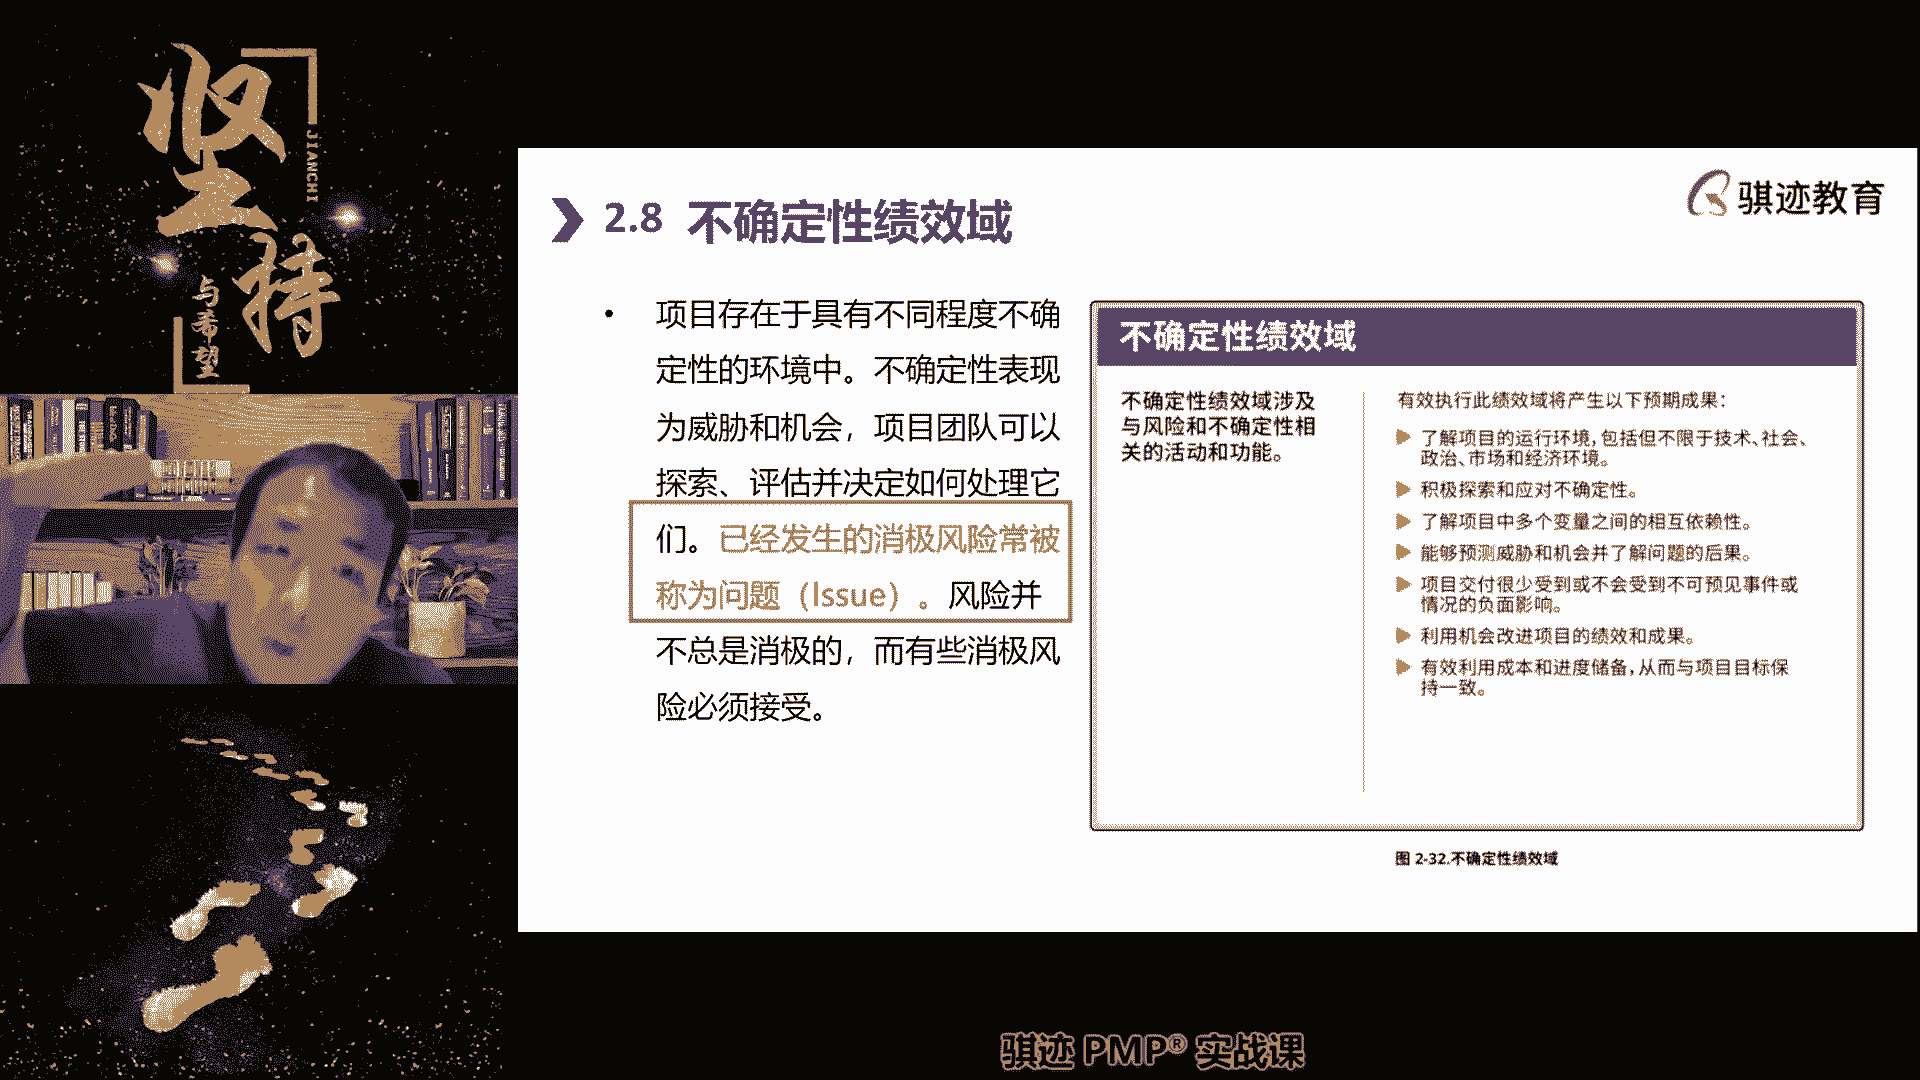 坚持
JIANCHI
与希望
骐迹教育
2.8 不确定性绩效域
• 项目存在于具有不同程度不确
定性的环境中。不确定性表现
为威胁和机会，项目团队可以
探索、评估并决定如何处理它
们。已经发生的消极风险常被
称为问题（Issue）。风险并
不总是消极的，而有些消极风
险必须接受。
不确定性绩效域
不确定性绩效域涉及
与风险和不确定性相
关的活动和功能。
有效执行此绩效域将产生以下预期成果：
了解项目的运行环境，包括但不限于技术、社会、
政治、市场和经济环境。
积极探索和应对不确定性。
了解项目中多个变量之间的相互依赖性。
能够预测威胁和机会并了解问题的后果。
项目交付很少受到或不会受到不可预见事件或
情况的负面影响。
利用机会改进项目的绩效和成果。
有效利用成本和进度储备，从而与项目目标保
持一致。
图 2-32.不确定性绩效域
骐迹 PMP® 实战课